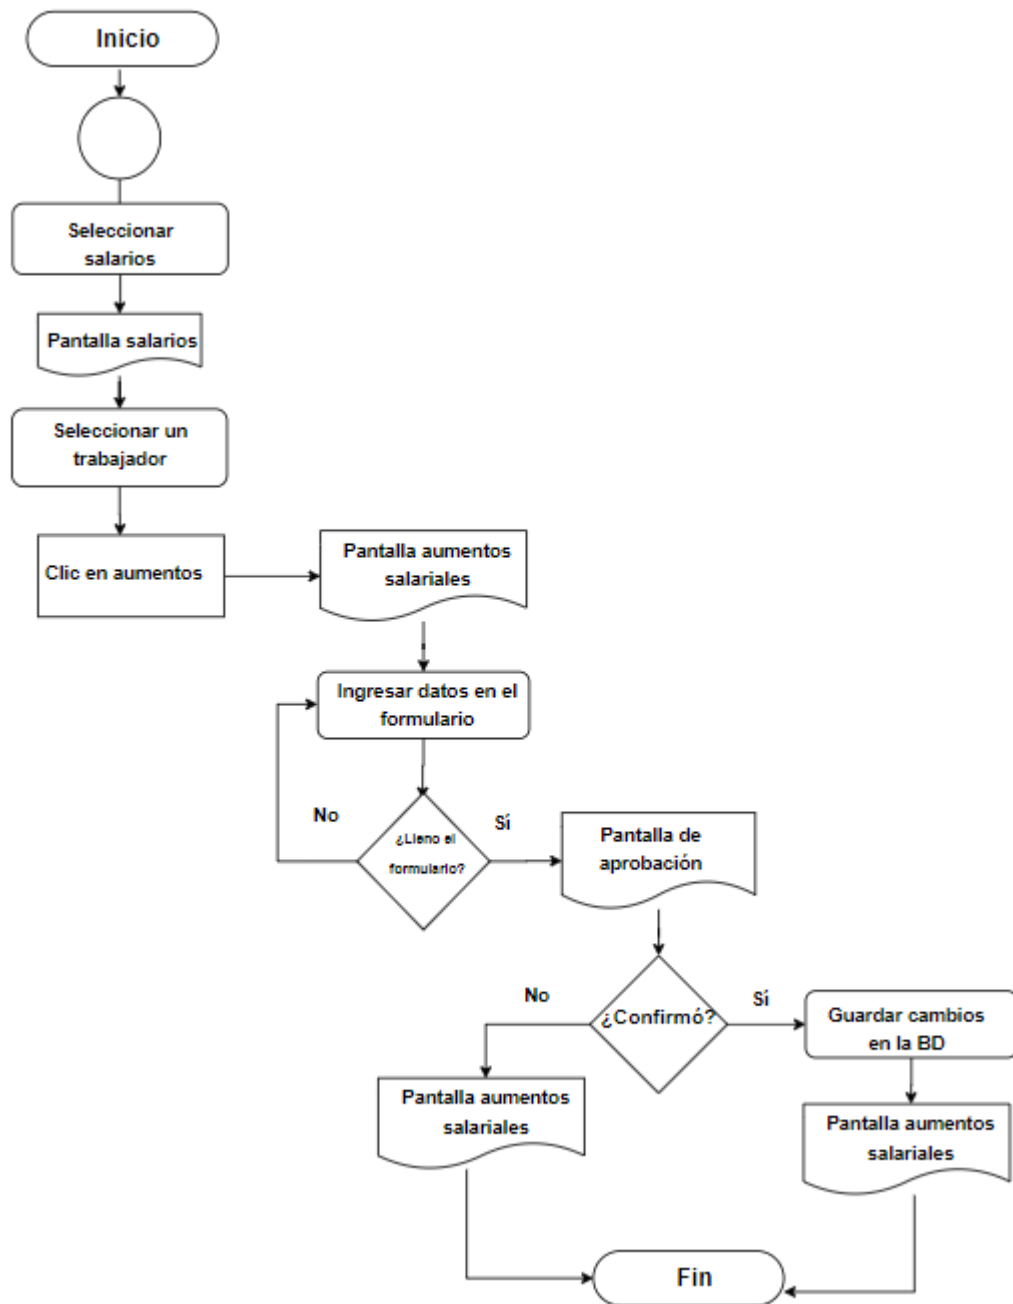 Inicio
Seleccionar
salarios
Pantalla salarios
Seleccionar un
trabajador
Clic en aumentos
Pantalla aumentos
salariales
Ingresar datos en el
formulario
No
¿Lleno el
formulario?
Sí
Pantalla de
aprobación
No
¿Confirmó?
Sí
Guardar cambios
en la BD
Pantalla aumentos
salariales
Pantalla aumentos
salariales
Fin